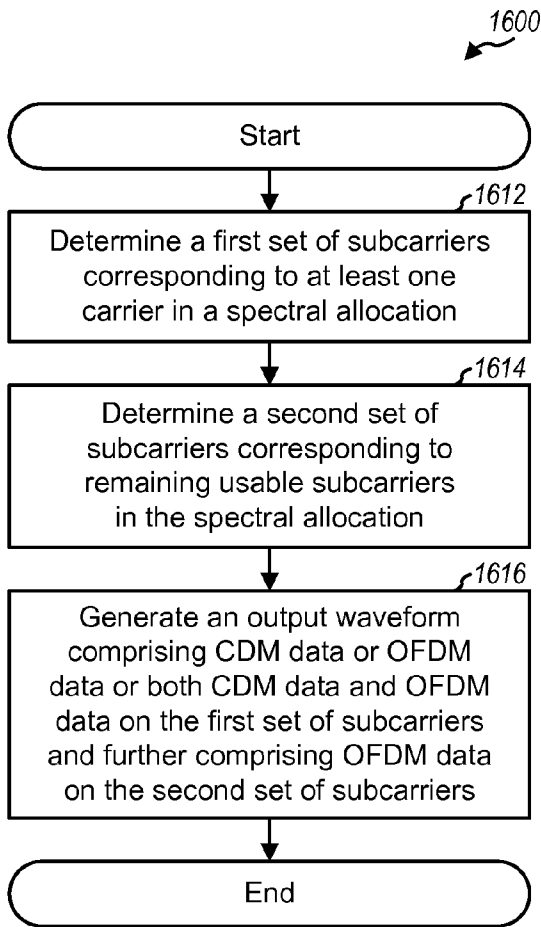 1600
Start
1612
Determine a first set of subcarriers
corresponding to at least one
carrier in a spectral allocation
1614
Determine a second set of
subcarriers corresponding to
remaining usable subcarriers
in the spectral allocation
1616
Generate an output waveform
comprising CDM data or OFDM
data or both CDM data and OFDM
data on the first set of subcarriers
and further comprising OFDM data
on the second set of subcarriers
End